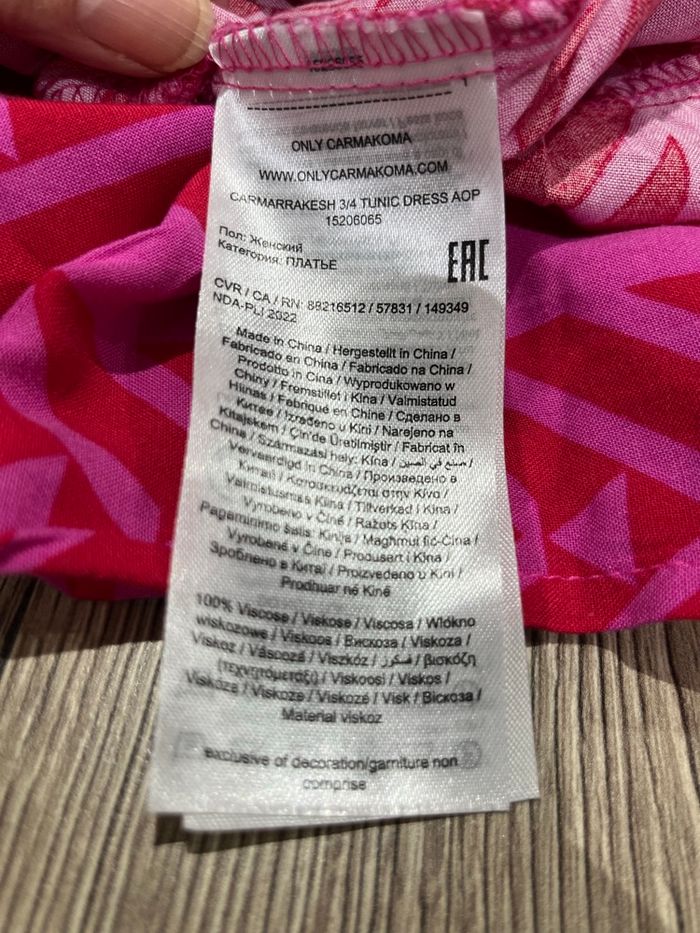 ONLY CARMAKOMA
WWW.ONLYCARMAKOMA.COM
CARMARRAKESH 3/4 TUNIC DRESS AOP
15206065
Пол: Женский
Категория: ПЛАТЬЕ
EAC
CVR / CA / RN: 88216512 / 57831 / 149349
NDA-PLI 2022
Made in China / Hergestellt in China /
Fabricado en China / Fabricado na China /
Prodotto in Cina / Wyprodukowano w
Chiny / Fremstillet i Kina / Valmistatud
Hiinas / Fabriqué en Chine / Сделано в
Китае / Izrađeno u Kini / Narejeno na
Kitajskem / Çin'de Üretilmiştir / Fabricat în
China / Származási hely: Kína / صنع في الصين /
Vervaardigd in China / Произведено в
Китай / Κατασκευάζεται στην Κίνα /
Valmistusmaa Kiina / Tillverkad i Kina /
Vyrobeno v Číně / Ražots Ķīnā /
Pagaminimo šalis: Kinija / Magħmul fiċ-Ċina /
Vyrobené v Číne / Produsert i Kina /
Зроблено в Китаї / Proizvedeno u Kini /
Prodhuar në Kinë
100% Viscose / Viskose / Viscosa / Włókno
wiskozowe / Viskoos / Вискоза / Viskoza /
Viskoz / Vâscoză / Viszkóz / فسكوز / βισκόζη
(τεχνητόμεταξο) / Viskoosi / Viskos /
Viskóza / Viskoze / Viskozė / Visk / Віскоза /
Material viskoz
exclusive of decoration/garniture non
comprise